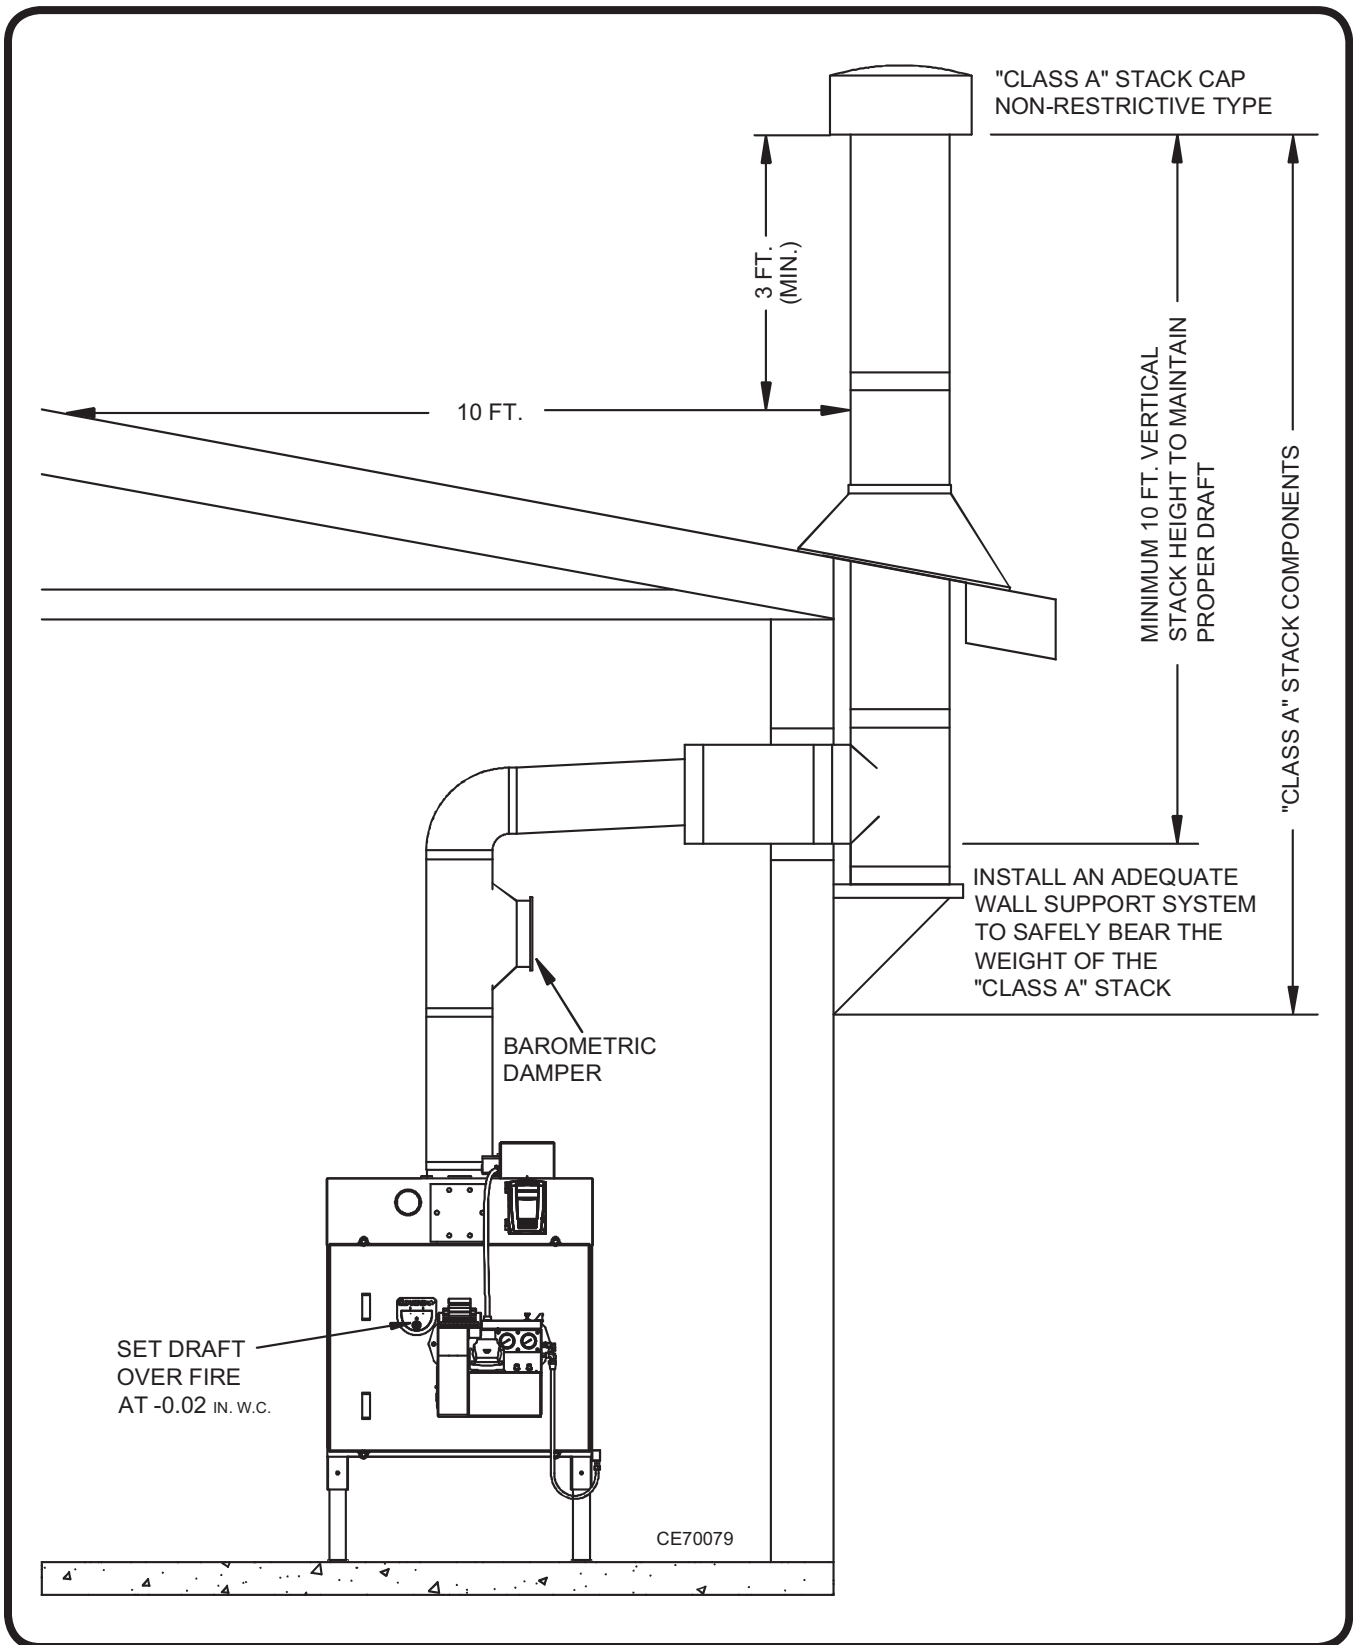 "CLASS A" STACK CAP
NON-RESTRICTIVE TYPE
3 FT.
(MIN.)
10 FT.
MINIMUM 10 FT. VERTICAL
STACK HEIGHT TO MAINTAIN
PROPER DRAFT
"CLASS A" STACK COMPONENTS
INSTALL AN ADEQUATE
WALL SUPPORT SYSTEM
TO SAFELY BEAR THE
WEIGHT OF THE
"CLASS A" STACK
BAROMETRIC
DAMPER
SET DRAFT
OVER FIRE
AT -0.02 IN. W.C.
CE70079